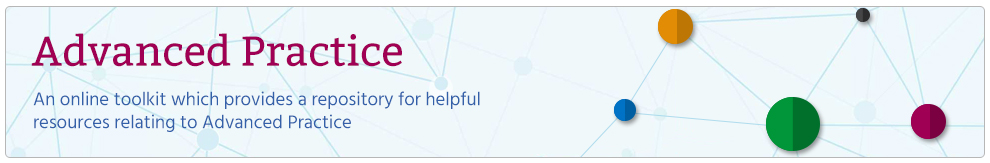 Advanced Practice
An online toolkit which provides a repository for helpful
resources relating to Advanced Practice